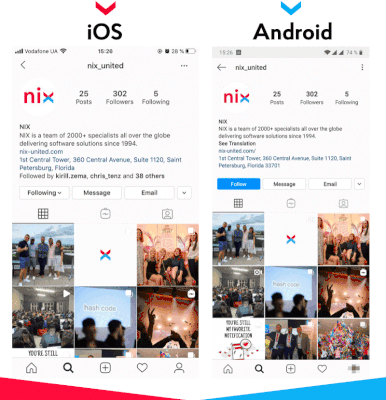 iOS
Vodafone UA 15:26 28 %
nix_united
nix
25 302 5
Posts Followers Following
NIX
NIX is a team of 2000+ specialists all over the globe
delivering software solutions since 1994.
nix-united.com
1st Central Tower, 360 Central Avenue, Suite 1120, Saint
Petersburg, Florida
Followed by kirill.zema, chris_tenz and 38 others
Following Message Email
hash code
YOU'RE STILL
Android
15:26 74 %
nix_united
nix
25 302 5
Posts Followers Following
NIX
NIX is a team of 2000+ specialists all over the globe
delivering software solutions since 1994.
See Translation
nix-united.com/
1st Central Tower, 360 Central Avenue, Suite 1120, Saint
Petersburg, Florida 33701
Follow Message Email
hash code
YOU'RE STILL
MY FAVORITE
NOTIFICATION